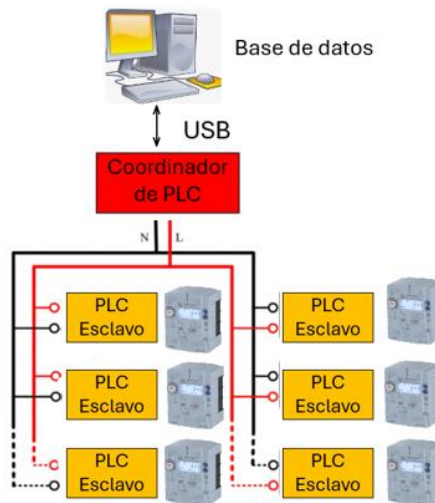 Base de datos
USB
Coordinador
de PLC
N
L
PLC
Esclavo
PLC
Esclavo
PLC
Esclavo
PLC
Esclavo
PLC
Esclavo
PLC
Esclavo